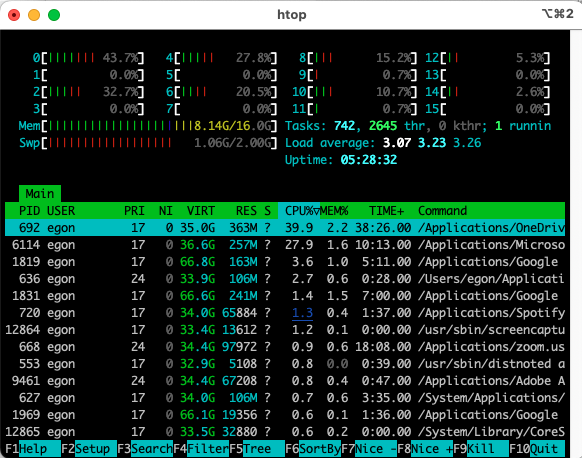 htop
⌥⌘2
0[||||||| 43.7%] 4[||||| 27.8%] 8[||| 15.2%] 12[|| 5.3%]
1[ 0.0%] 5[ 0.0%] 9[| 0.7%] 13[ 0.0%]
2[|||||| 32.7%] 6[|||| 20.5%] 10[||| 10.7%] 14[|| 2.6%]
3[ 0.0%] 7[ 0.0%] 11[| 0.7%] 15[ 0.0%]
Mem[||||||||||||||||||||8.14G/16.0G] Tasks: 742, 2645 thr, 0 kthr; 1 runnin
Swp[|||||||||||||||| 1.06G/2.00G] Load average: 3.07 3.23 3.26
Uptime: 05:28:32
Main
PID USER PRI NI VIRT RES S CPU%▽MEM% TIME+ Command
692 egon 17 0 35.0G 363M ? 39.9 2.2 38:26.00 /Applications/OneDriv
6114 egon 17 0 36.6G 257M ? 27.9 1.6 10:13.00 /Applications/Microso
1819 egon 17 0 66.8G 163M ? 3.6 1.0 5:11.00 /Applications/Google
636 egon 24 0 33.9G 106M ? 2.7 0.6 0:28.00 /Users/egon/Applicati
1831 egon 17 0 66.6G 241M ? 1.4 1.5 7:00.00 /Applications/Google
720 egon 17 0 34.0G 65884 ? 1.3 0.4 1:37.00 /Applications/Spotify
12864 egon 17 0 33.4G 13612 ? 1.2 0.1 0:00.00 /usr/sbin/screencaptu
668 egon 24 0 34.4G 97972 ? 0.9 0.6 18:08.00 /Applications/zoom.us
553 egon 17 0 32.9G 5108 ? 0.8 0.0 0:39.00 /usr/sbin/distnoted a
9461 egon 24 0 34.4G 67208 ? 0.8 0.4 0:47.00 /Applications/Adobe A
627 egon 17 0 34.0G 106M ? 0.7 0.6 3:35.00 /System/Applications/
1969 egon 17 0 66.1G 19356 ? 0.6 0.1 1:36.00 /Applications/Google
12865 egon 17 0 33.5G 32880 ? 0.6 0.2 0:00.00 /System/Library/CoreS
F1Help F2Setup F3SearchF4FilterF5Tree F6SortByF7Nice -F8Nice +F9Kill F10Quit